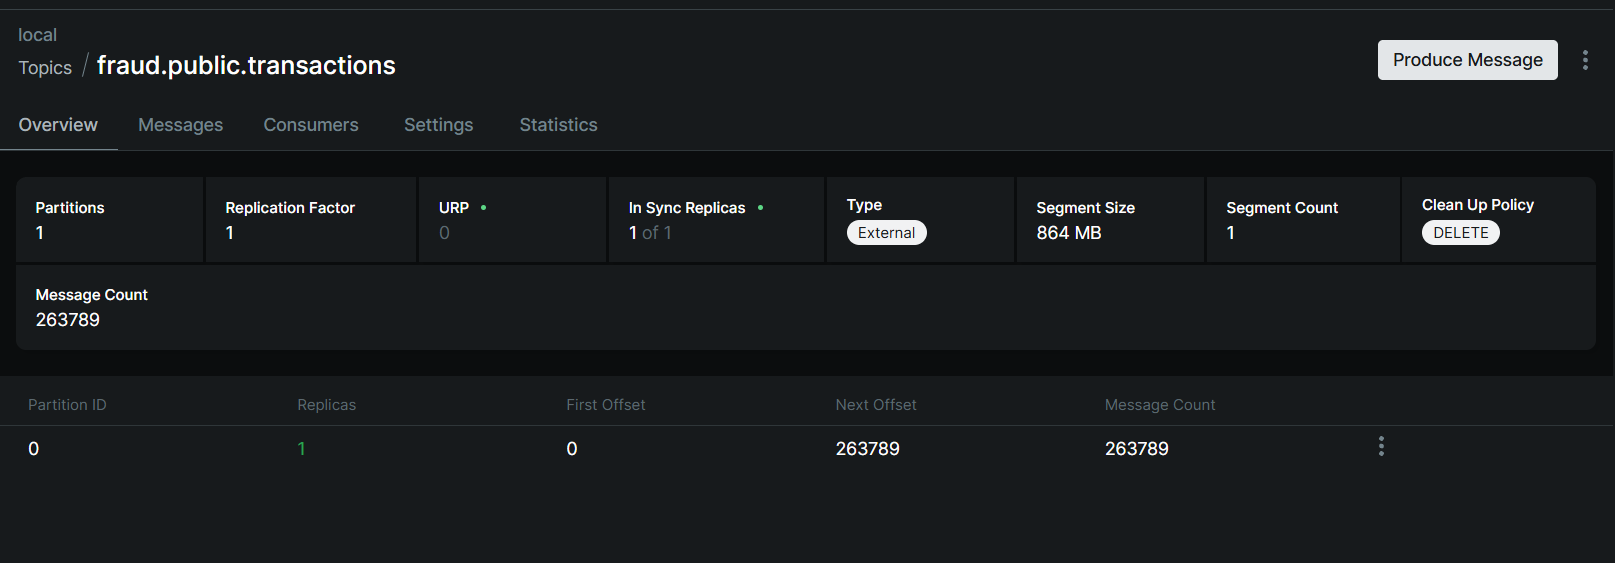 local
Topics / fraud.public.transactions
Produce Message
Overview Messages Consumers Settings Statistics
Partitions Replication Factor URP In Sync Replicas Type Segment Size Segment Count Clean Up Policy
1 1 0 1 of 1 External 864 MB 1 DELETE
Message Count
263789
Partition ID Replicas First Offset Next Offset Message Count
0 1 0 263789 263789